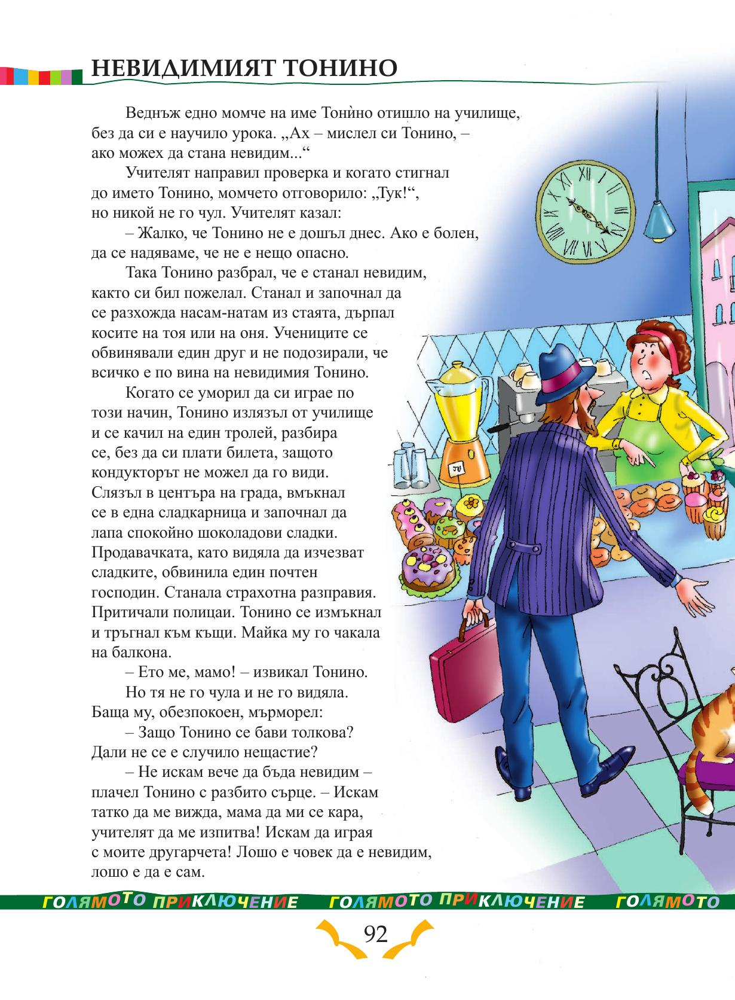 НЕВИДИМИЯТ ТОНИНО
Веднъж едно момче на име Тонѝно отишло на училище,
без да си е научило урока. „Ах – мислел си Тонино, –
ако можех да стана невидим...“
Учителят направил проверка и когато стигнал
до името Тонино, момчето отговорило: „Тук!“,
но никой не го чул. Учителят казал:
– Жалко, че Тонино не е дошъл днес. Ако е болен,
да се надяваме, че не е нещо опасно.
Така Тонино разбрал, че е станал невидим,
както си бил пожелал. Станал и започнал да
се разхожда насам-натам из стаята, дърпал
косите на тоя или на оня. Учениците се
обвинявали един друг и не подозирали, че
всичко е по вина на невидимия Тонино.
Когато се уморил да си играе по
този начин, Тонино излязъл от училище
и се качил на един тролей, разбира
се, без да си плати билета, защото
кондукторът не можел да го види.
Слязъл в центъра на града, вмъкнал
се в една сладкарница и започнал да
лапа спокойно шоколадови сладки.
Продавачката, като видяла да изчезват
сладките, обвинила един почтен
господин. Станала страхотна разправия.
Притичали полицаи. Тонино се измъкнал
и тръгнал към къщи. Майка му го чакала
на балкона.
– Ето ме, мамо! – извикал Тонино.
Но тя не го чула и не го видяла.
Баща му, обезпокоен, мърморел:
– Защо Тонино се бави толкова?
Дали не се е случило нещастие?
– Не искам вече да бъда невидим –
плачел Тонино с разбито сърце. – Искам
татко да ме вижда, мама да ми се кара,
учителят да ме изпитва! Искам да играя
с моите другарчета! Лошо е човек да е невидим,
лошо е да е сам.
XII I II III IIII V VI VII VIII IX X XI
ГОЛЯМОТО ПРИКЛЮЧЕНИЕ ГОЛЯМОТО ПРИКЛЮЧЕНИЕ ГОЛЯМОТО
92